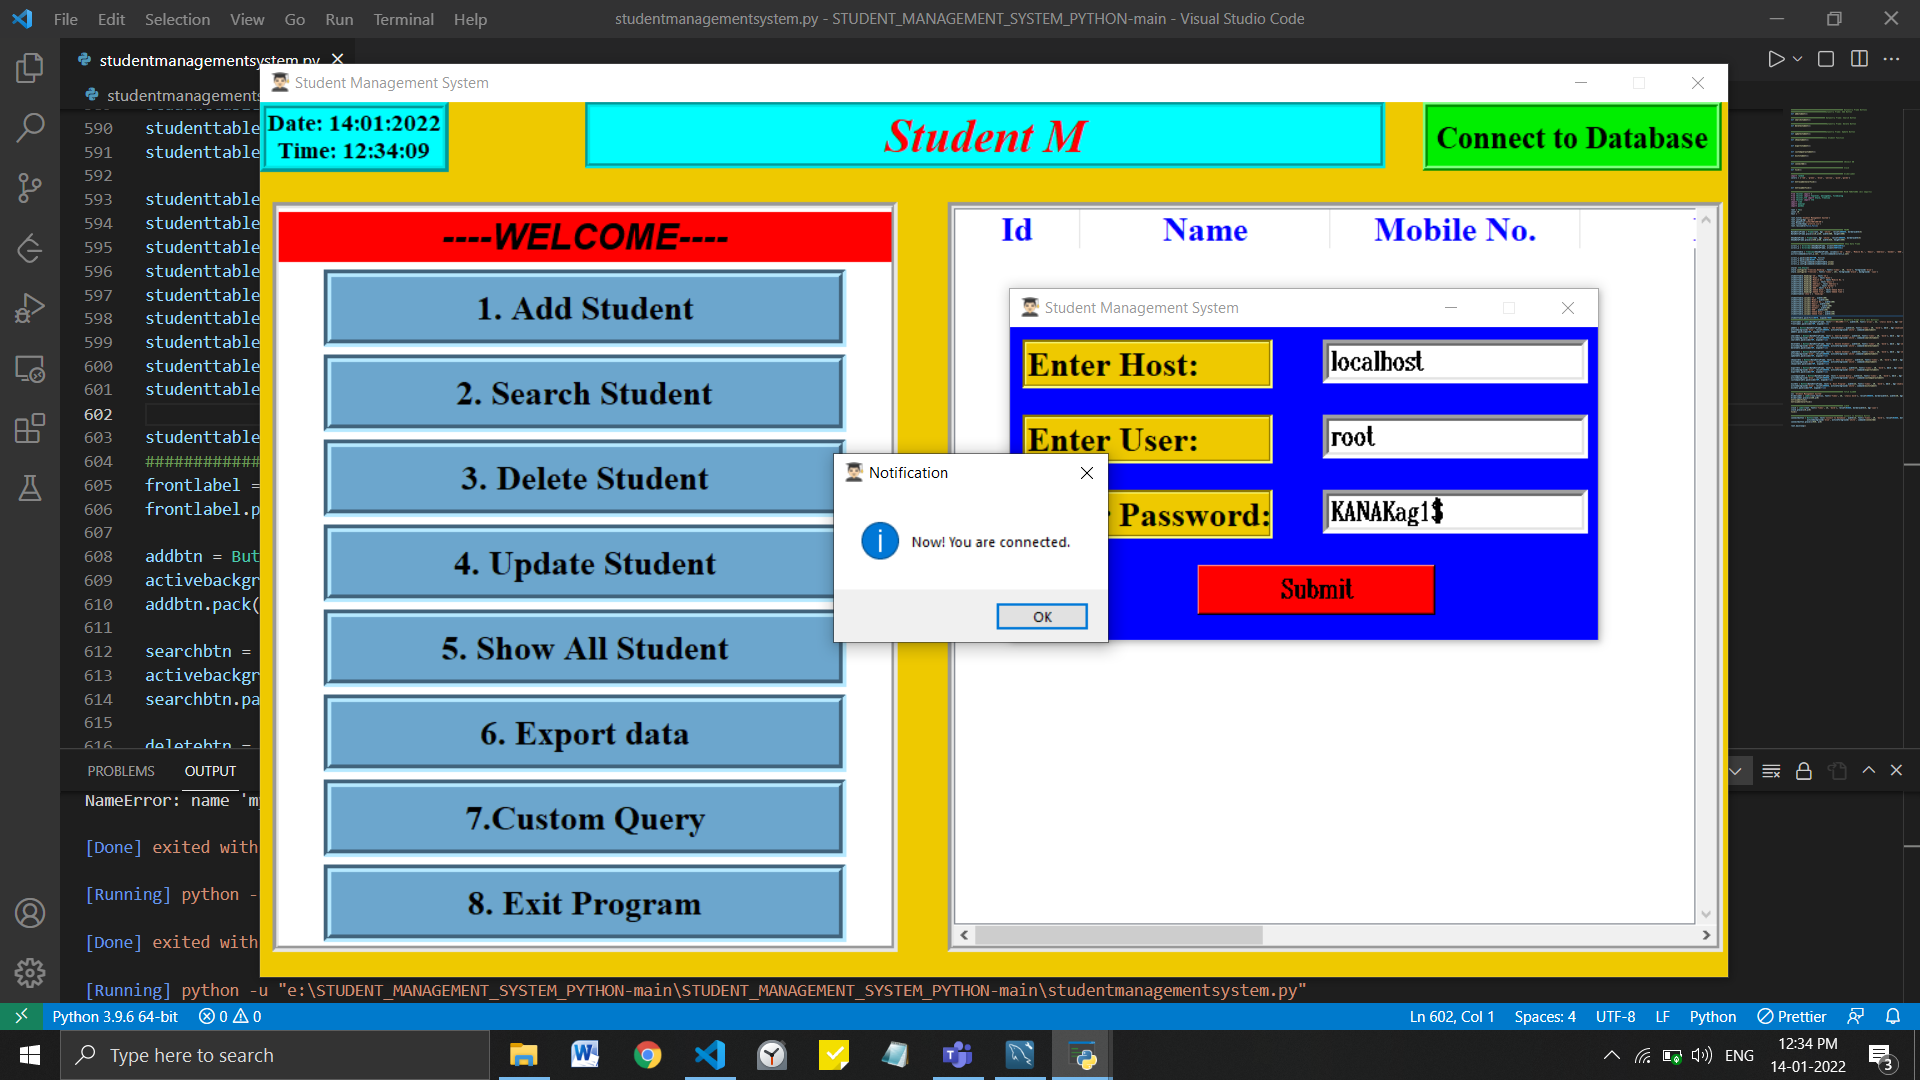 File Edit Selection View Go Run Terminal Help
studentmanagementsystem.py - STUDENT_MANAGEMENT_SYSTEM_PYTHON-main - Visual Studio Code
studentmanagementsystem.py
studentmanagements
Student Management System
Date: 14:01:2022
Time: 12:34:09
Student M
Connect to Database
----WELCOME----
1. Add Student
2. Search Student
3. Delete Student
4. Update Student
5. Show All Student
6. Export data
7.Custom Query
8. Exit Program
Id Name Mobile No.
Student Management System
Enter Host: localhost
Enter User: root
Password: KANAKag1$
Submit
Notification
Now! You are connected.
OK
590 studenttable
591 studenttable
592
593 studenttable
594 studenttable
595 studenttable
596 studenttable
597 studenttable
598 studenttable
599 studenttable
600 studenttable
601 studenttable
602
603 studenttable
604 ############
605 frontlabel =
606 frontlabel.p
607
608 addbtn = But
609 activebackgr
610 addbtn.pack(
611
612 searchbtn =
613 activebackgr
614 searchbtn.pa
615
616 deletebtn =
PROBLEMS OUTPUT
NameError: name 'my
[Done] exited with
[Running] python -
[Done] exited with
[Running] python -u "e:\STUDENT_MANAGEMENT_SYSTEM_PYTHON-main\STUDENT_MANAGEMENT_SYSTEM_PYTHON-main\studentmanagementsystem.py"
Python 3.9.6 64-bit 0 0
Ln 602, Col 1 Spaces: 4 UTF-8 LF Python Prettier
Type here to search
ENG
12:34 PM
14-01-2022
3